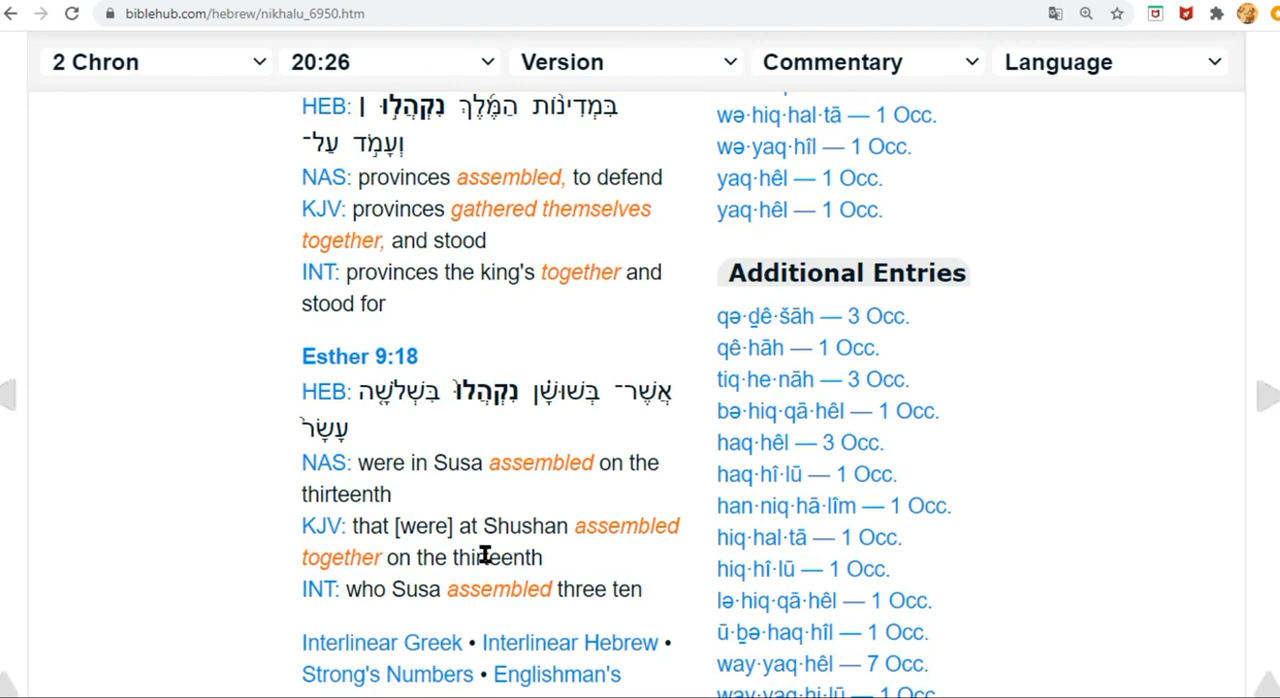 biblehub.com/hebrew/nikhalu_6950.htm
2 Chron 20:26 Version Commentary Language
HEB: בִּמְדִינ֨וֹת הַמֶּ֜לֶךְ נִקְהֲל֣וּ ׀
וְעָמֹ֣ד עַל־
NAS: provinces assembled, to defend
KJV: provinces gathered themselves
together, and stood
INT: provinces the king's together and
stood for
Esther 9:18
HEB: אֲשֶׁר־ בְּשׁוּשָׁ֗ן נִקְהֲלוּ֙ בִּשְׁלֹשָׁ֤ה
עָשָׂר֙
NAS: were in Susa assembled on the
thirteenth
KJV: that [were] at Shushan assembled
together on the thirteenth
INT: who Susa assembled three ten
Interlinear Greek • Interlinear Hebrew •
Strong's Numbers • Englishman's
wə·hiq·hal·tā — 1 Occ.
wə·yaq·hîl — 1 Occ.
yaq·hêl — 1 Occ.
yaq·hêl — 1 Occ.
Additional Entries
qə·ḏê·šāh — 3 Occ.
qê·hāh — 1 Occ.
tiq·he·nāh — 3 Occ.
bə·hiq·qā·hêl — 1 Occ.
haq·hêl — 3 Occ.
haq·hî·lū — 1 Occ.
han·niq·hā·lîm — 1 Occ.
hiq·hal·tā — 1 Occ.
hiq·hî·lū — 1 Occ.
lə·hiq·qā·hêl — 1 Occ.
ū·ḇə·haq·hîl — 1 Occ.
way·yaq·hêl — 7 Occ.
way·yaq·hi·lū — 1 Occ.